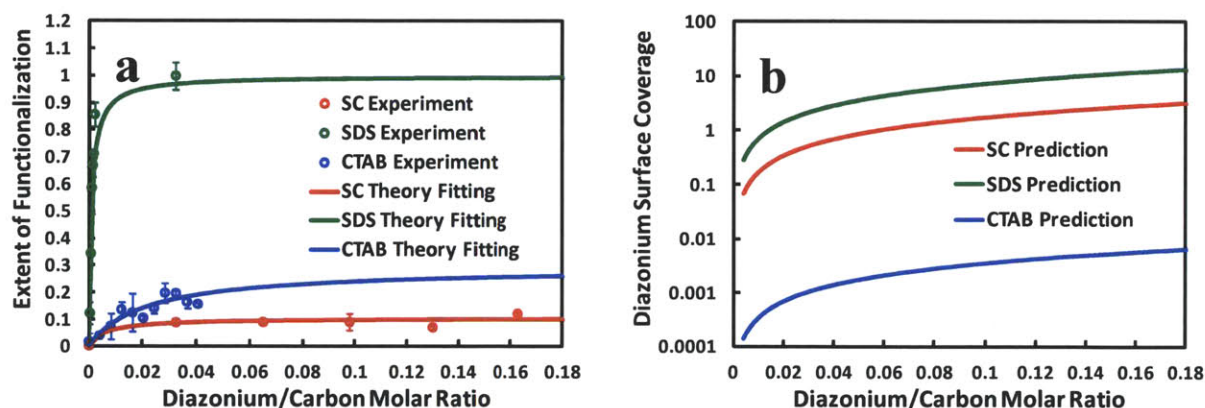 a
Extent of Functionalization
1.2
1.1
1
0.9
0.8
0.7
0.6
0.5
0.4
0.3
0.2
0.1
0
SC Experiment
SDS Experiment
CTAB Experiment
SC Theory Fitting
SDS Theory Fitting
CTAB Theory Fitting
0 0.02 0.04 0.06 0.08 0.1 0.12 0.14 0.16 0.18
Diazonium/Carbon Molar Ratio
b
Diazonium Surface Coverage
100
10
1
0.1
0.01
0.001
0.0001
SC Prediction
SDS Prediction
CTAB Prediction
0 0.02 0.04 0.06 0.08 0.1 0.12 0.14 0.16 0.18
Diazonium/Carbon Molar Ratio